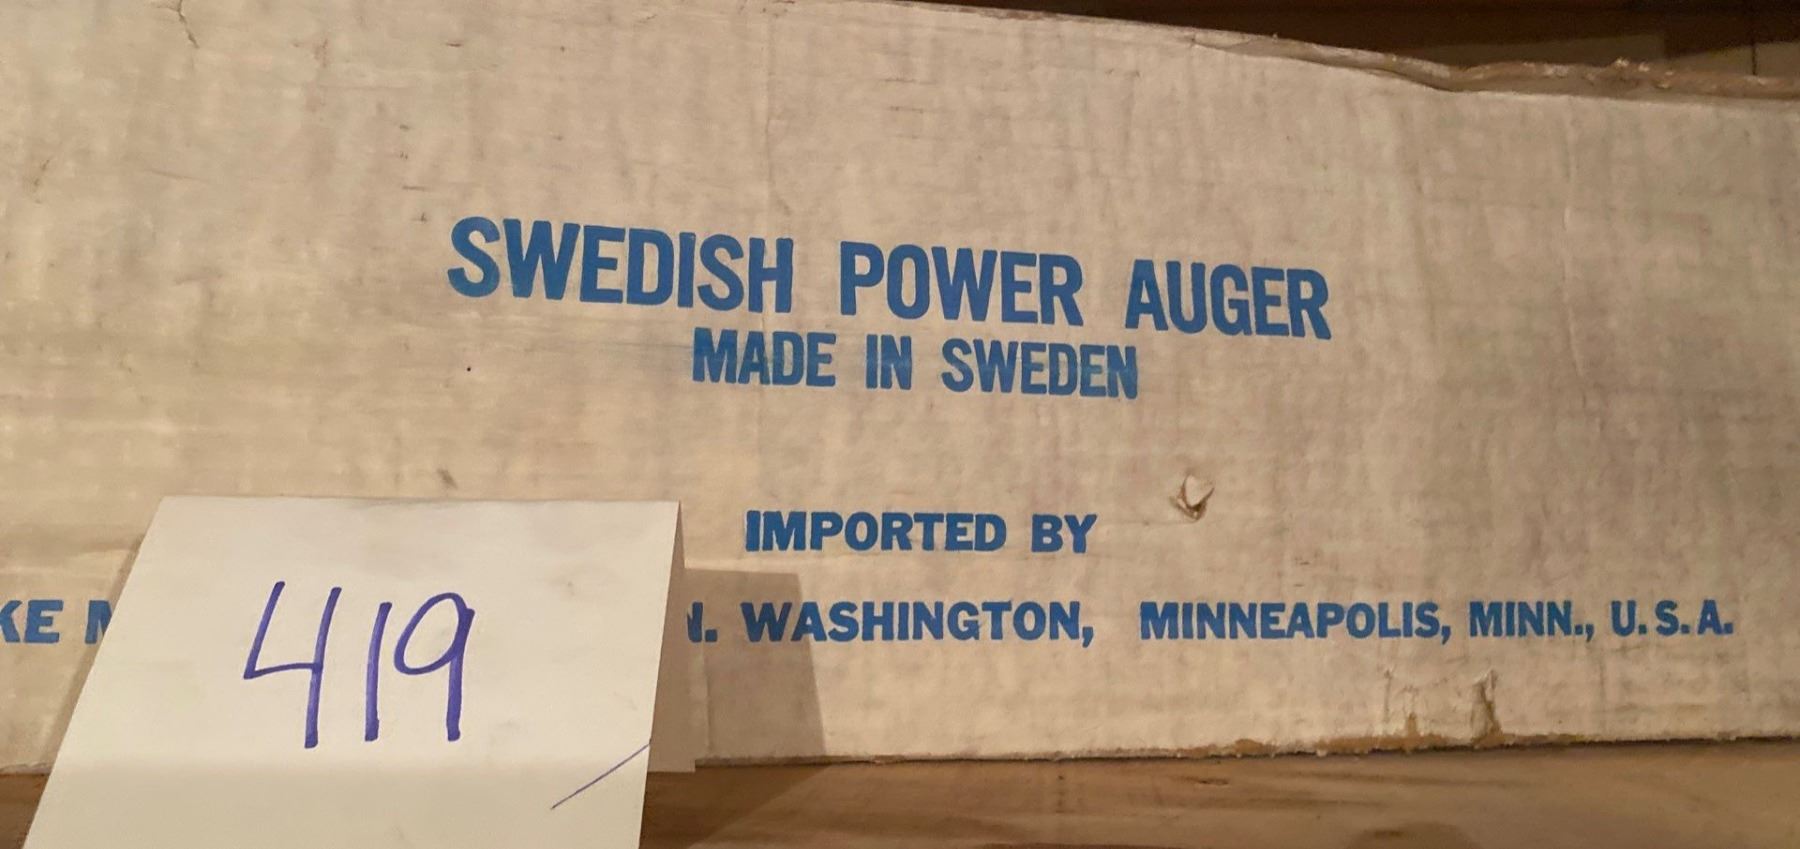 SWEDISH POWER AUGER
MADE IN SWEDEN
IMPORTED BY
WASHINGTON, MINNEAPOLIS, MINN., U.S.A.
419